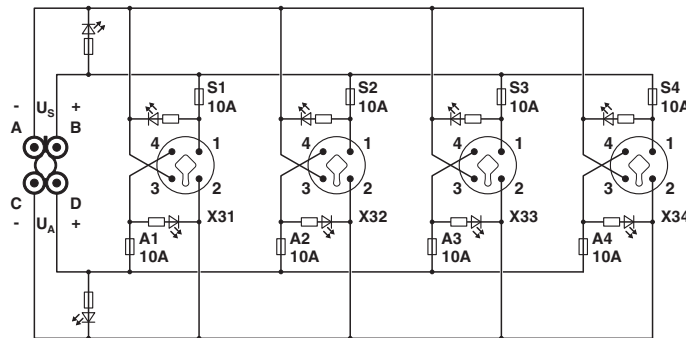 S1
10A
S2
10A
S3
10A
S4
10A
- U_S +
A B
4 1
3 2
4 1
3 2
4 1
3 2
4 1
3 2
C D
- U_A +
X31
X32
X33
X34
A1
10A
A2
10A
A3
10A
A4
10A